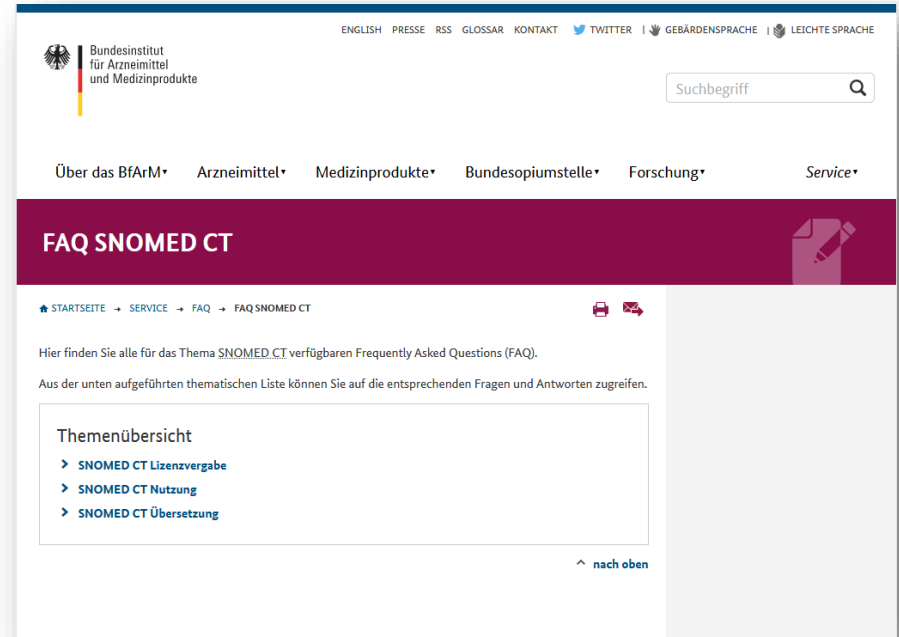 ENGLISH PRESSE RSS GLOSSAR KONTAKT TWITTER | GEBÄRDENSPRACHE | LEICHTE SPRACHE
Bundesinstitut
für Arzneimittel
und Medizinprodukte
Suchbegriff
Über das BfArM Arzneimittel Medizinprodukte Bundesopiumstelle Forschung Service
FAQ SNOMED CT
STARTSEITE → SERVICE → FAQ → FAQ SNOMED CT
Hier finden Sie alle für das Thema SNOMED CT verfügbaren Frequently Asked Questions (FAQ).
Aus der unten aufgeführten thematischen Liste können Sie auf die entsprechenden Fragen und Antworten zugreifen.
Themenübersicht
SNOMED CT Lizenzvergabe
SNOMED CT Nutzung
SNOMED CT Übersetzung
nach oben